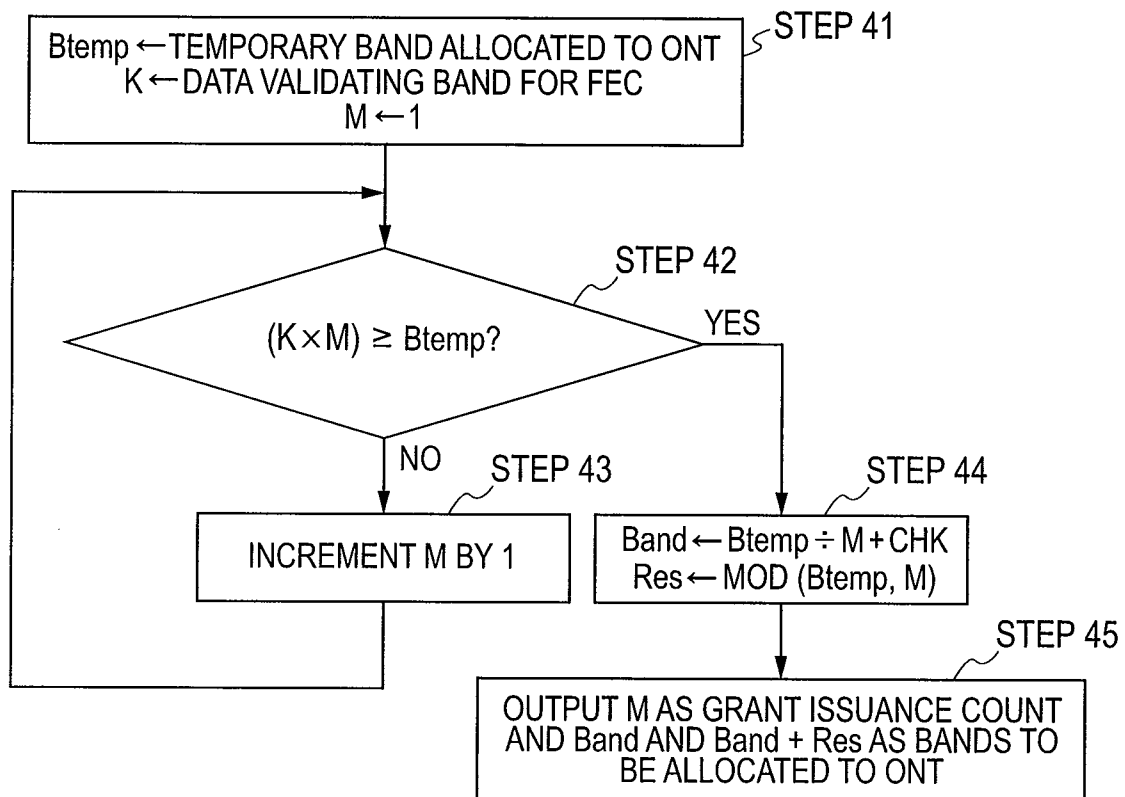 STEP 41
Btemp ← TEMPORARY BAND ALLOCATED TO ONT
K ← DATA VALIDATING BAND FOR FEC
M ← 1
STEP 42
(K×M) ≥ Btemp?
YES
NO
STEP 43
INCREMENT M BY 1
STEP 44
Band ← Btemp ÷ M + CHK
Res ← MOD (Btemp, M)
STEP 45
OUTPUT M AS GRANT ISSUANCE COUNT
AND Band AND Band + Res AS BANDS TO
BE ALLOCATED TO ONT